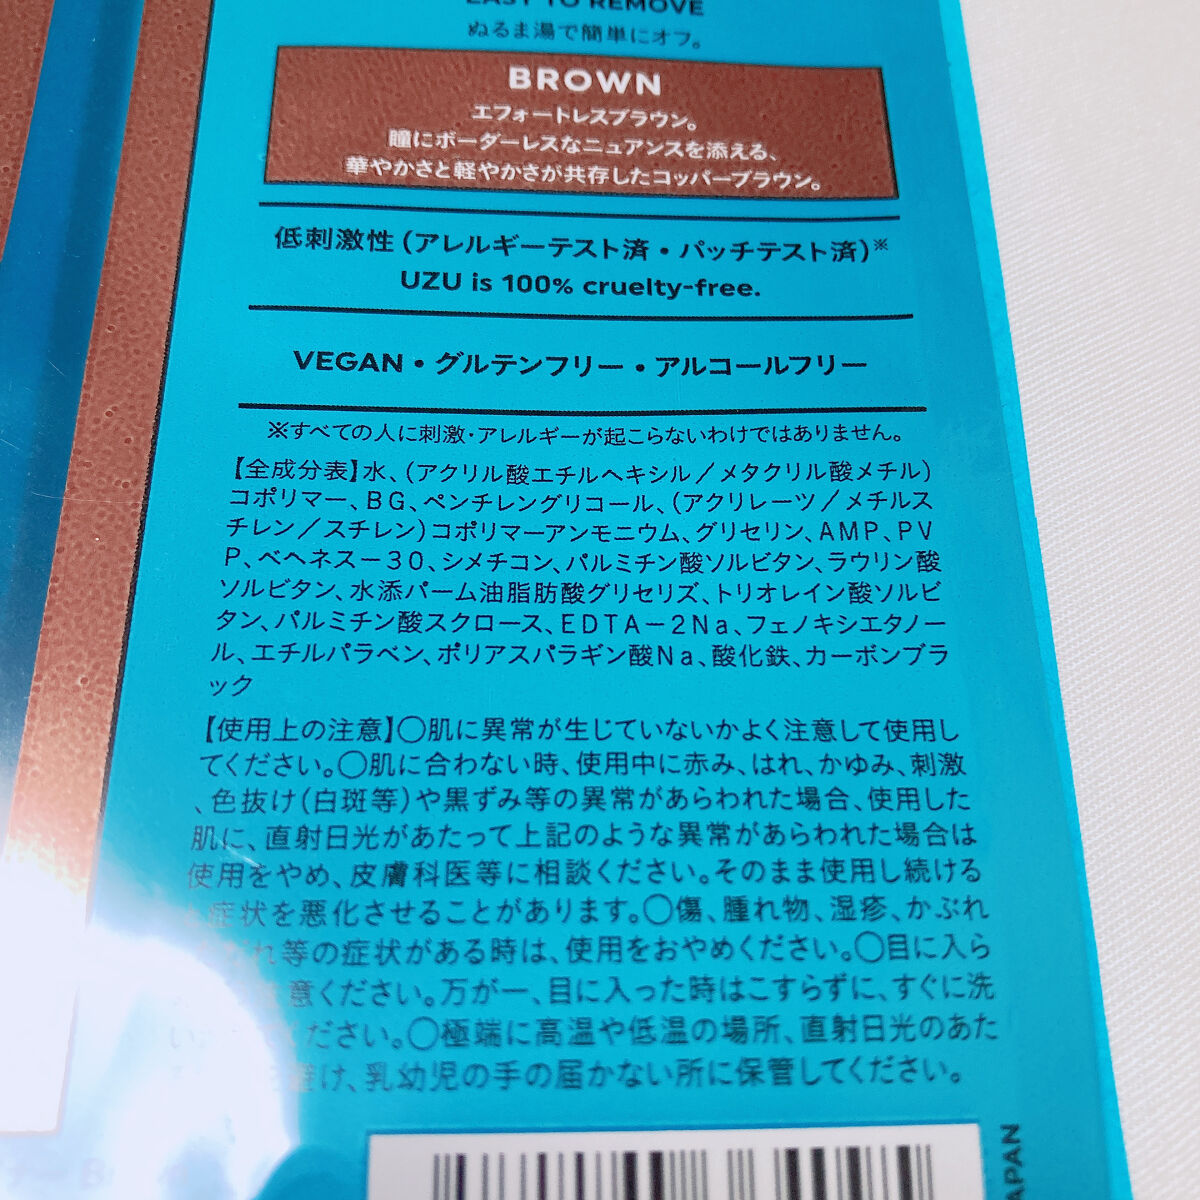 EASY TO REMOVE
ぬるま湯で簡単にオフ。
BROWN
エフォートレスブラウン。
瞳にボーダーレスなニュアンスを添える、
華やかさと軽やかさが共存したコッパーブラウン。
低刺激性(アレルギーテスト済・パッチテスト済)※
UZU is 100% cruelty-free.
VEGAN・グルテンフリー・アルコールフリー
※すべての人に刺激・アレルギーが起こらないわけではありません。
【全成分表】水、(アクリル酸エチルヘキシル/メタクリル酸メチル)
コポリマー、BG、ペンチレングリコール、(アクリレーツ/メチルス
チレン/スチレン)コポリマーアンモニウム、グリセリン、AMP、PV
P、ベヘネス-30、シメチコン、パルミチン酸ソルビタン、ラウリン酸
ソルビタン、水添パーム油脂肪酸グリセリズ、トリオレイン酸ソルビ
タン、パルミチン酸スクロース、EDTA-2Na、フェノキシエタノー
ル、エチルパラベン、ポリアスパラギン酸Na、酸化鉄、カーボンブラ
ック
【使用上の注意】○肌に異常が生じていないかよく注意して使用し
てください。○肌に合わない時、使用中に赤み、はれ、かゆみ、刺激
、色抜け(白斑等)や黒ずみ等の異常があらわれた場合、使用した
肌に、直射日光があたって上記のような異常があらわれた場合は
使用をやめ、皮膚科医等に相談ください。そのまま使用し続ける
症状を悪化させることがあります。○傷、腫れ物、湿疹、かぶれ
れ等の症状がある時は、使用をおやめください。○目に入ら
意ください。万が一、目に入った時はこすらずに、すぐに洗
い ください。○極端に高温や低温の場所、直射日光のあた
避け、乳幼児の手の届かない所に保管してください。
APAN